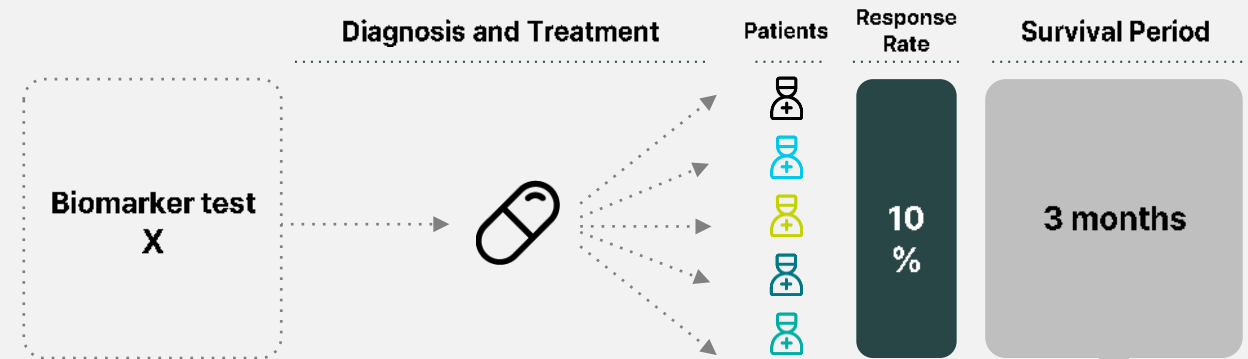 Diagnosis and Treatment
Patients
Response
Rate
Survival Period
Biomarker test
X
10
%
3 months